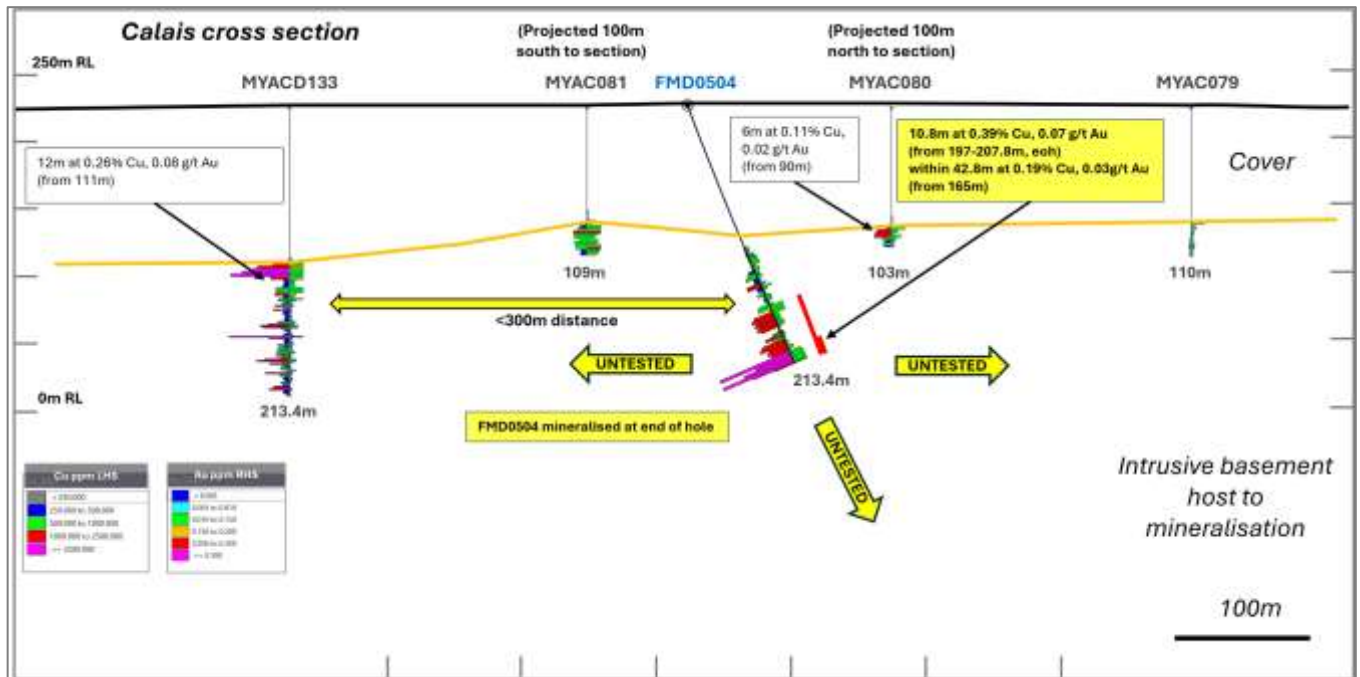 Calais cross section
(Projected 100m
south to section)
(Projected 100m
north to section)
250m RL
MYACD133
MYAC081
FMD0504
MYAC080
MYAC079
12m at 0.26% Cu, 0.08 g/t Au
(from 111m)
6m at 0.11% Cu,
0.02 g/t Au
(from 90m)
10.8m at 0.39% Cu, 0.07 g/t Au
(from 197-207.8m, eoh)
within 42.8m at 0.19% Cu, 0.03g/t Au
(from 165m)
Cover
109m
103m
110m
<300m distance
UNTESTED
UNTESTED
213.4m
0m RL
213.4m
FMD0504 mineralised at end of hole
UNTESTED
Intrusive basement
host to
mineralisation
Cu ppm LHS
Au ppm RHS
100m